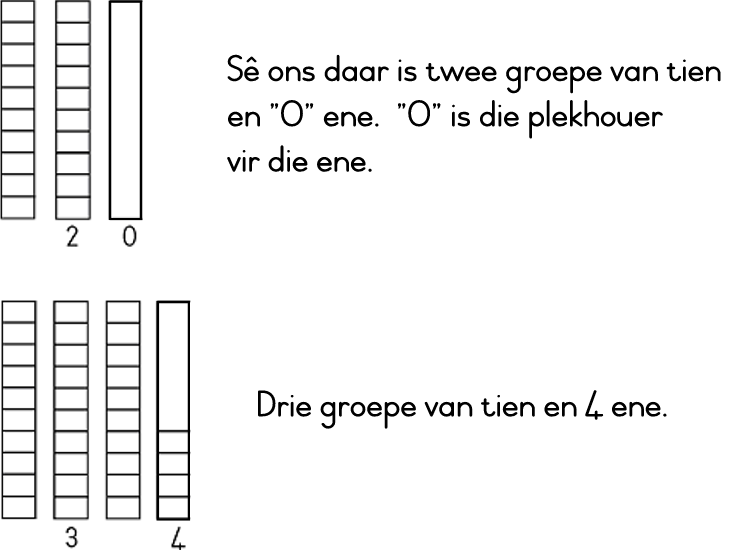 Sê ons daar is twee groepe van tien
en "0" ene. "0" is die plekhouer
vir die ene.
2 0
Drie groepe van tien en 4 ene.
3 4